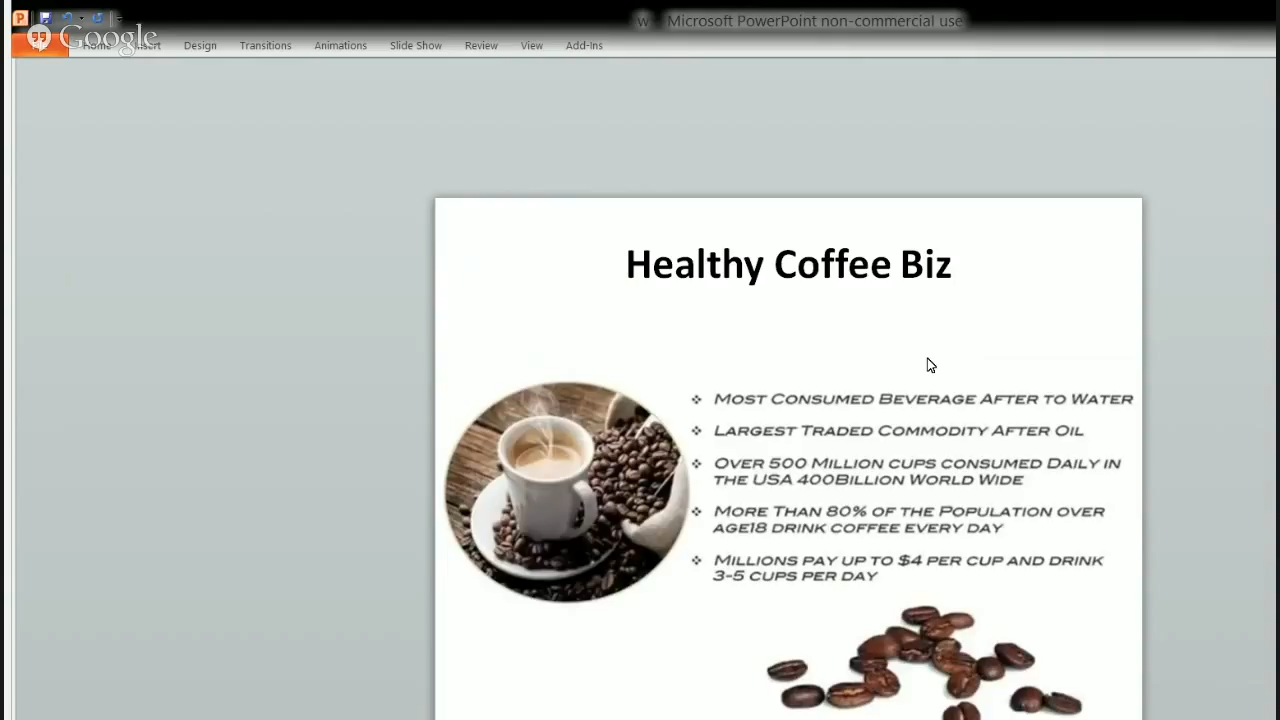 Microsoft PowerPoint non-commercial use
Google
Home Insert Design Transitions Animations Slide Show Review View Add-Ins
Healthy Coffee Biz
❖ MOST CONSUMED BEVERAGE AFTER TO WATER
❖ LARGEST TRADED COMMODITY AFTER OIL
❖ OVER 500 MILLION CUPS CONSUMED DAILY IN
THE USA 400BILLION WORLD WIDE
❖ MORE THAN 80% OF THE POPULATION OVER
AGE18 DRINK COFFEE EVERY DAY
❖ MILLIONS PAY UP TO $4 PER CUP AND DRINK
3-5 CUPS PER DAY